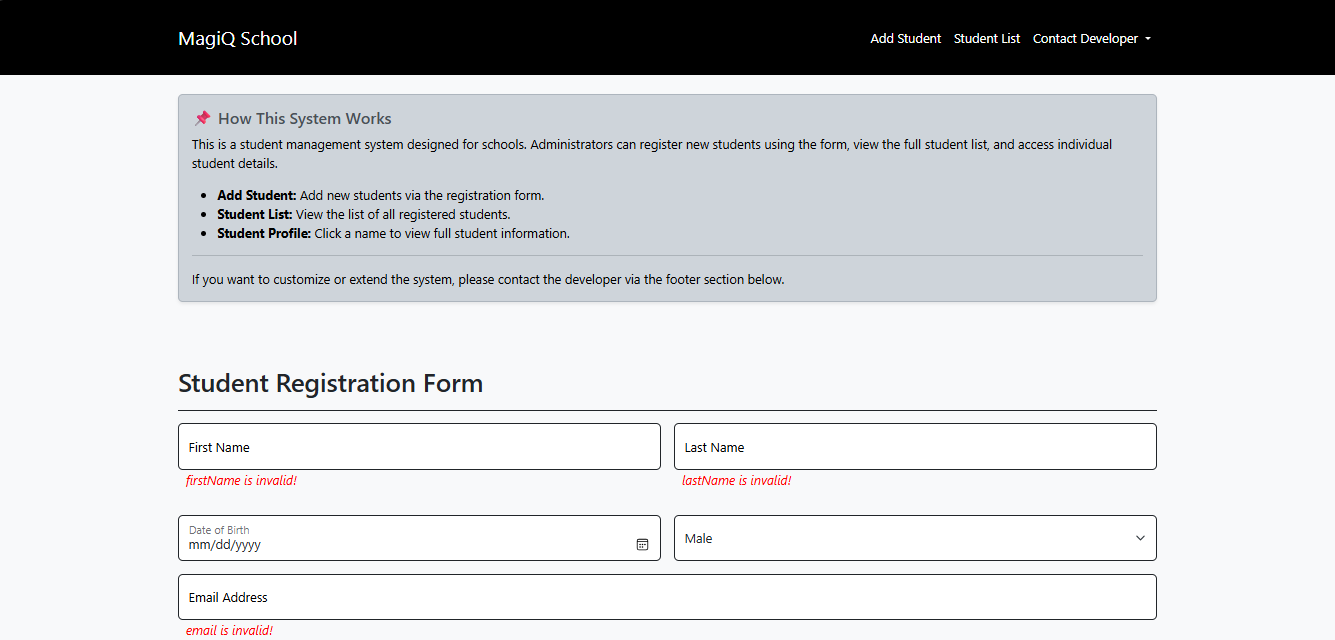 MagiQ School
Add Student
Student List
Contact Developer
How This System Works
This is a student management system designed for schools. Administrators can register new students using the form, view the full student list, and access individual
student details.
Add Student: Add new students via the registration form.
Student List: View the list of all registered students.
Student Profile: Click a name to view full student information.
If you want to customize or extend the system, please contact the developer via the footer section below.
Student Registration Form
First Name
Last Name
firstName is invalid!
lastName is invalid!
Date of Birth
mm/dd/yyyy
Male
Email Address
email is invalid!